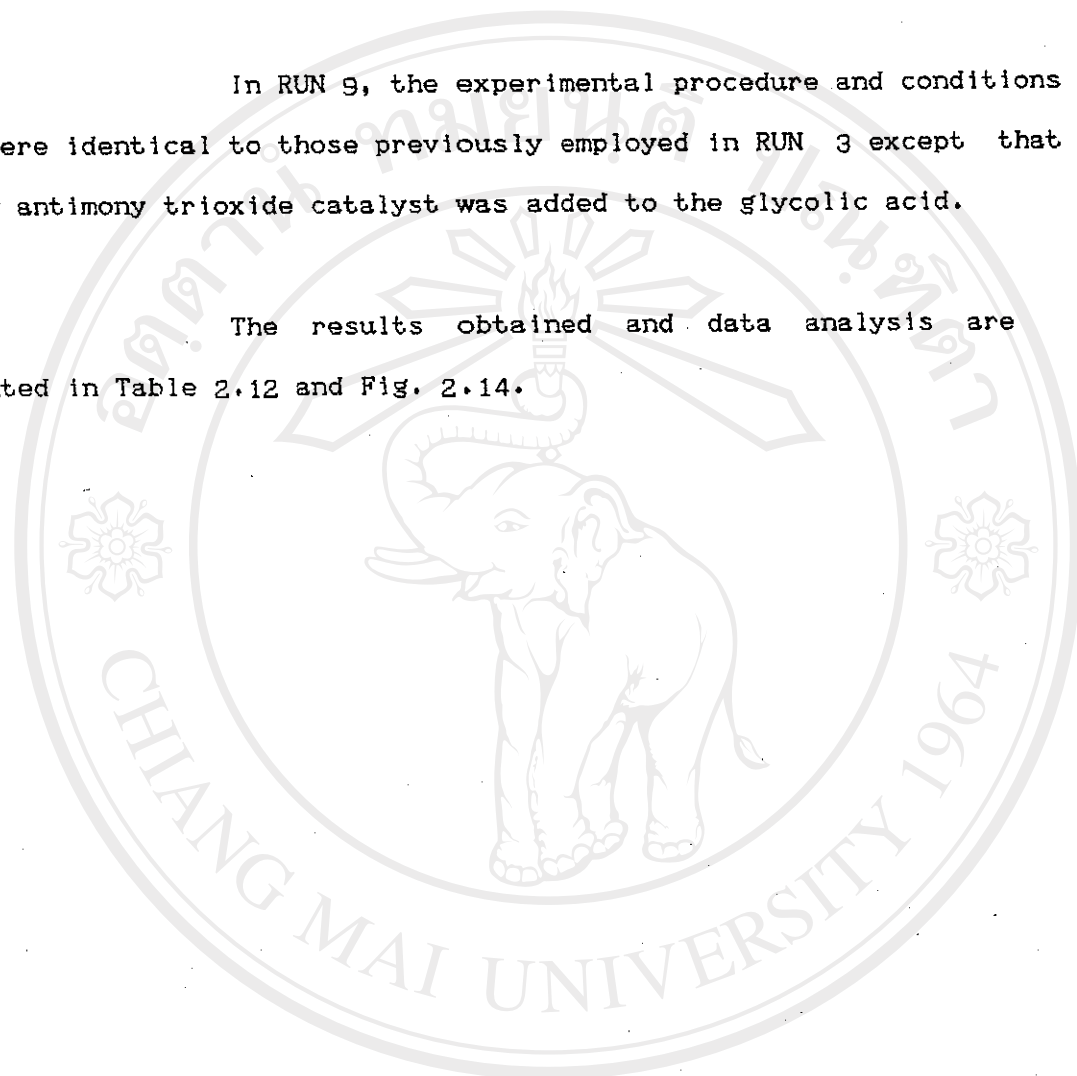 In RUN 9, the experimental procedure and conditions
ere identical to those previously employed in RUN 3 except that
antimony trioxide catalyst was added to the glycolic acid.
The results obtained and data analysis are
ted in Table 2.12 and Fig. 2.14.
CHIANG MAI UNIVERSITY 1964